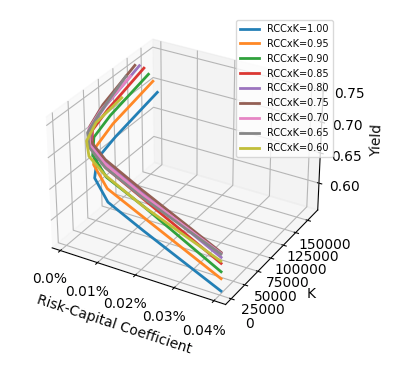 RCCxK=1.00
RCCxK=0.95
RCCxK=0.90
RCCxK=0.85
RCCxK=0.80
RCCxK=0.75
RCCxK=0.70
RCCxK=0.65
RCCxK=0.60
0.75
0.70
0.65
0.60
Yield
150000
125000
100000
75000
50000
25000
0
K
0.0%
0.01%
0.02%
0.03%
0.04%
Risk-Capital Coefficient